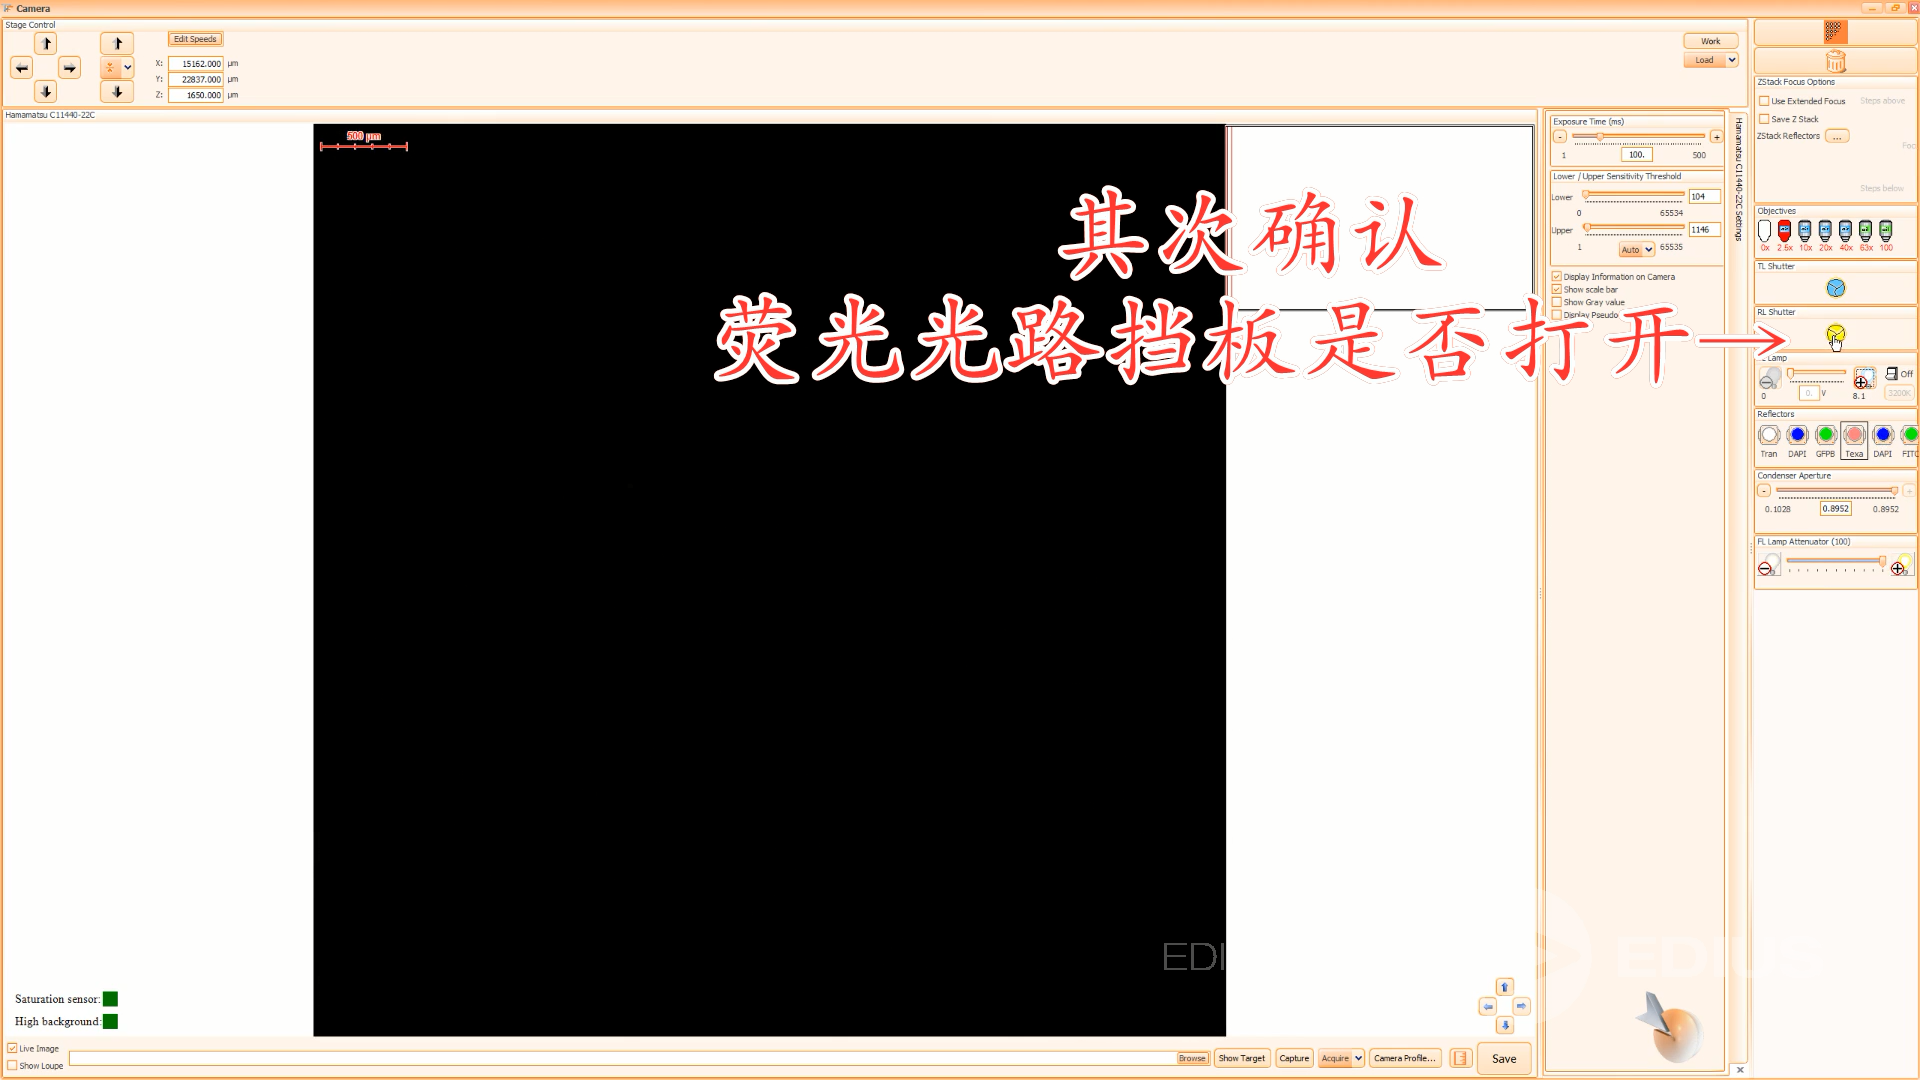 Camera
Stage Control
Edit Speeds
X: 15162.000 µm
Y: 22837.000 µm
Z: 1650.000 µm
Work
Load
Hamamatsu C11440-22C
500 µm
其次确认
荧光光路挡板是否打开→
Saturation sensor:
High background:
Live Image
Show Loupe
Browse
Show Target
Capture
Acquire
Camera Profile...
Save
Exposure Time (ms)
- +
1 100. 500
Lower / Upper Sensitivity Threshold
Lower 104
0 65534
Upper 1146
1 65535
Auto
Display Information on Camera
Show scale bar
Show Gray value
Display Pseudo
Hamamatsu C11440-22C Settings
ZStack Focus Options
Use Extended Focus Steps above
Save Z Stack
ZStack Reflectors ...
Foc
Steps below
Objectives
0x 2.5x 10x 20x 40x 63x 100
TL Shutter
RL Shutter
Lamp
Off
0 0. V 8.1 3200K
Reflectors
Tran DAPI GFPB Texa DAPI FITC
Condenser Aperture
- +
0.1028 0.8952 0.8952
FL Lamp Attenuator (100)
EDI
EDIUS